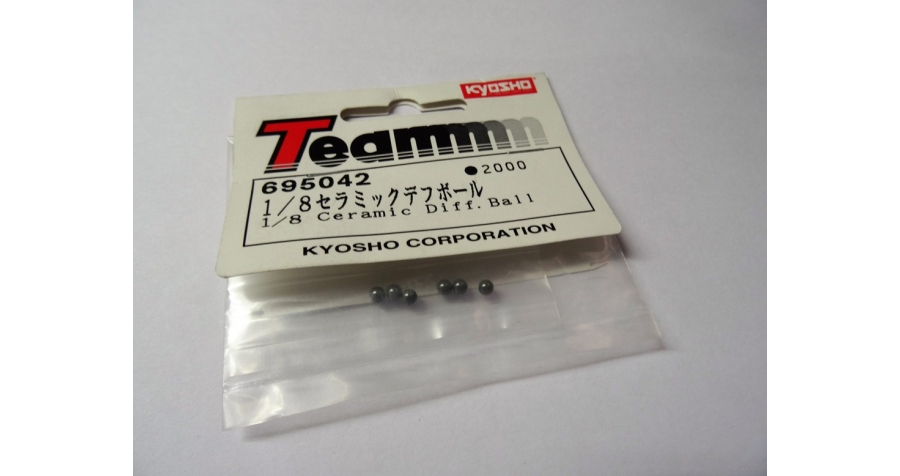 KYOSHO
Teammmm
695042
●2000
1/8セラミックデフボール
1/8 Ceramic Diff.Ball
KYOSHO CORPORATION